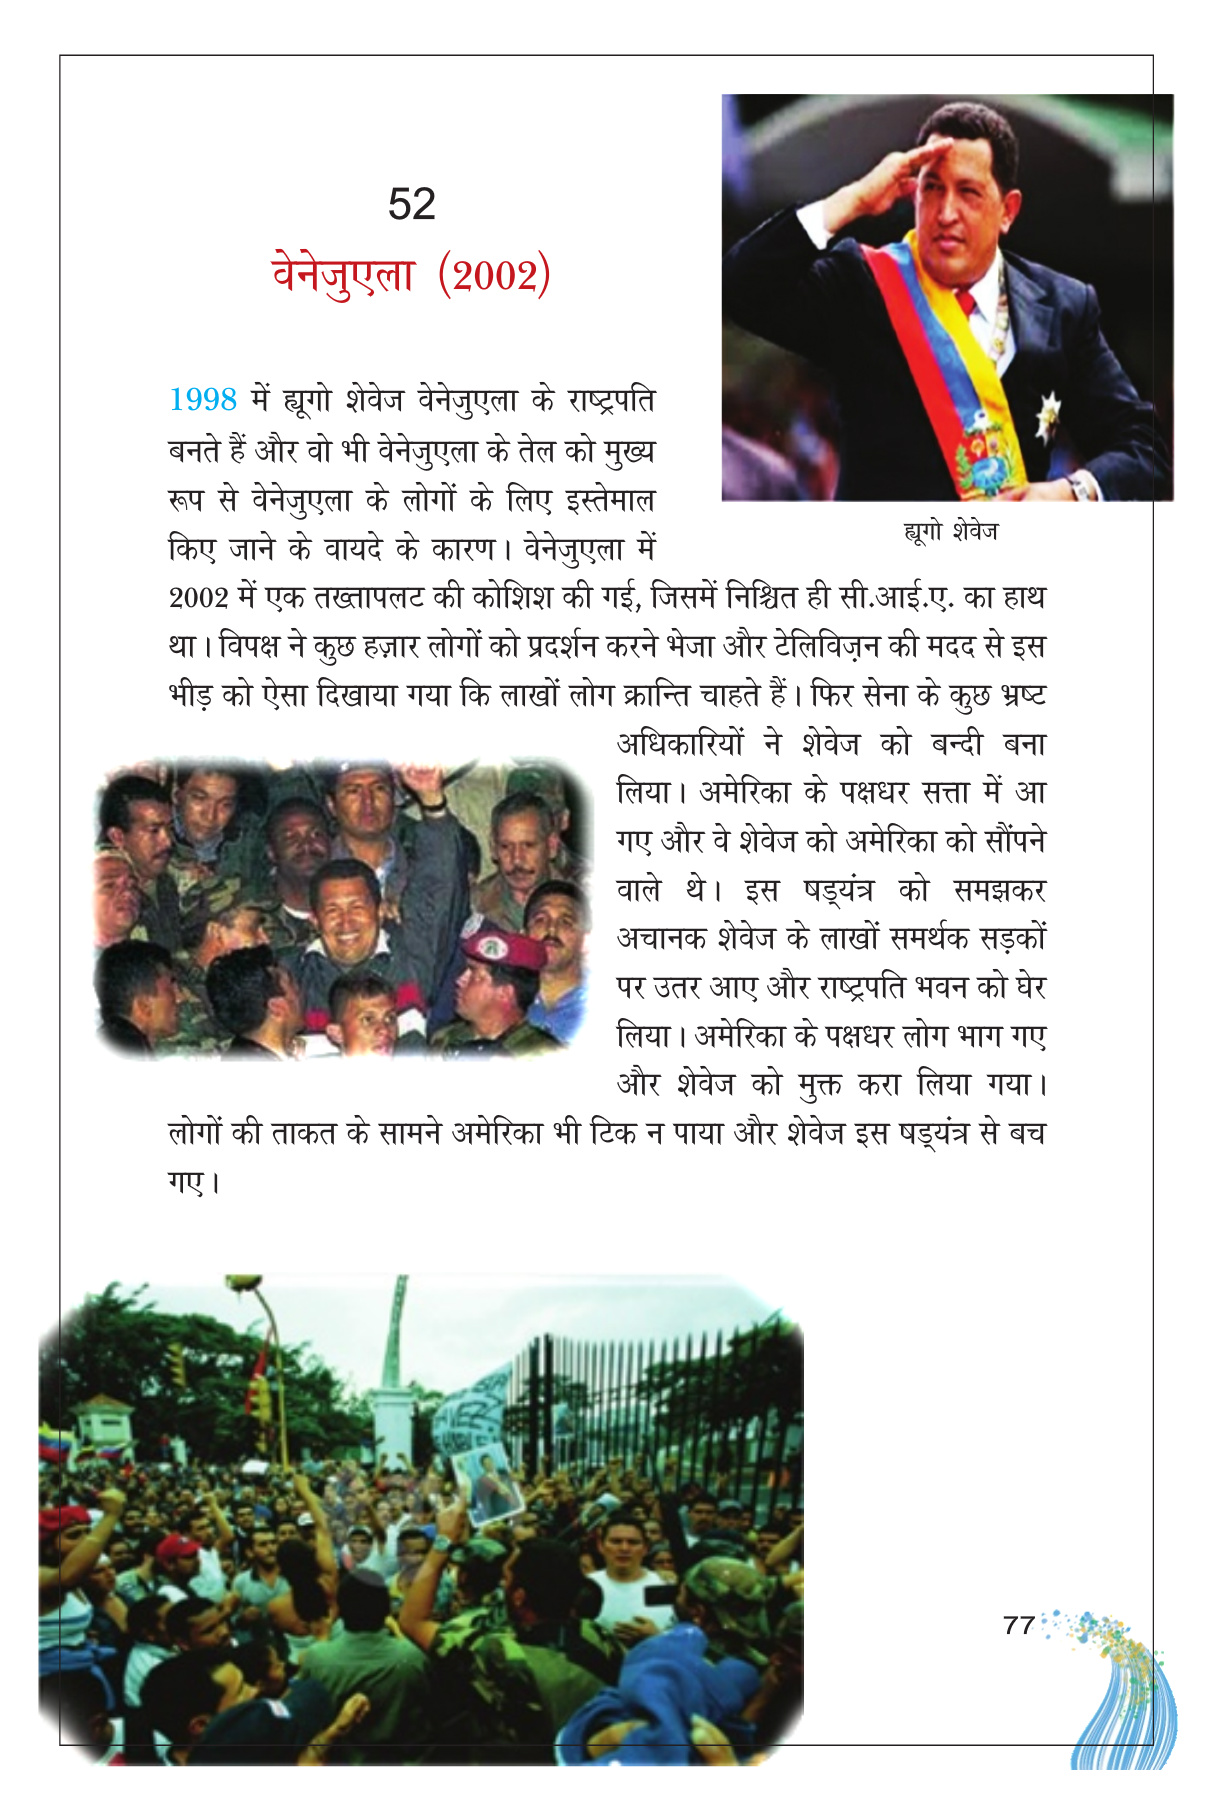 52
वेनेजुएला (2002)
1998 में ह्यूगो शेवेज वेनेजुएला के राष्ट्रपति
बनते हैं और वो भी वेनेजुएला के तेल को मुख्य
रूप से वेनेजुएला के लोगों के लिए इस्तेमाल
किए जाने के वायदे के कारण। वेनेजुएला में
ह्यूगो शेवेज
2002 में एक तख्तापलट की कोशिश की गई, जिसमें निश्चित ही सी.आई.ए. का हाथ
था। विपक्ष ने कुछ हज़ार लोगों को प्रदर्शन करने भेजा और टेलिविज़न की मदद से इस
भीड़ को ऐसा दिखाया गया कि लाखों लोग क्रान्ति चाहते हैं। फिर सेना के कुछ भ्रष्ट
अधिकारियों ने शेवेज को बन्दी बना
लिया। अमेरिका के पक्षधर सत्ता में आ
गए और वे शेवेज को अमेरिका को सौंपने
वाले थे। इस षड्यंत्र को समझकर
अचानक शेवेज के लाखों समर्थक सड़कों
पर उतर आए और राष्ट्रपति भवन को घेर
लिया। अमेरिका के पक्षधर लोग भाग गए
और शेवेज को मुक्त करा लिया गया।
लोगों की ताकत के सामने अमेरिका भी टिक न पाया और शेवेज इस षड्यंत्र से बच
गए।
77